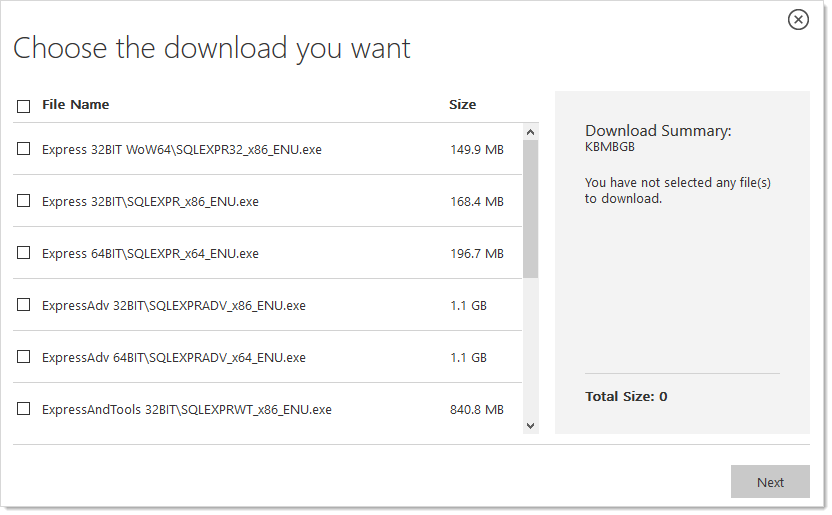 Choose the download you want
File Name Size
Express 32BIT WoW64\SQLEXPR32_x86_ENU.exe 149.9 MB
Express 32BIT\SQLEXPR_x86_ENU.exe 168.4 MB
Express 64BIT\SQLEXPR_x64_ENU.exe 196.7 MB
ExpressAdv 32BIT\SQLEXPRADV_x86_ENU.exe 1.1 GB
ExpressAdv 64BIT\SQLEXPRADV_x64_ENU.exe 1.1 GB
ExpressAndTools 32BIT\SQLEXPRWT_x86_ENU.exe 840.8 MB
Download Summary:
KBMBGB
You have not selected any file(s)
to download.
Total Size: 0
Next